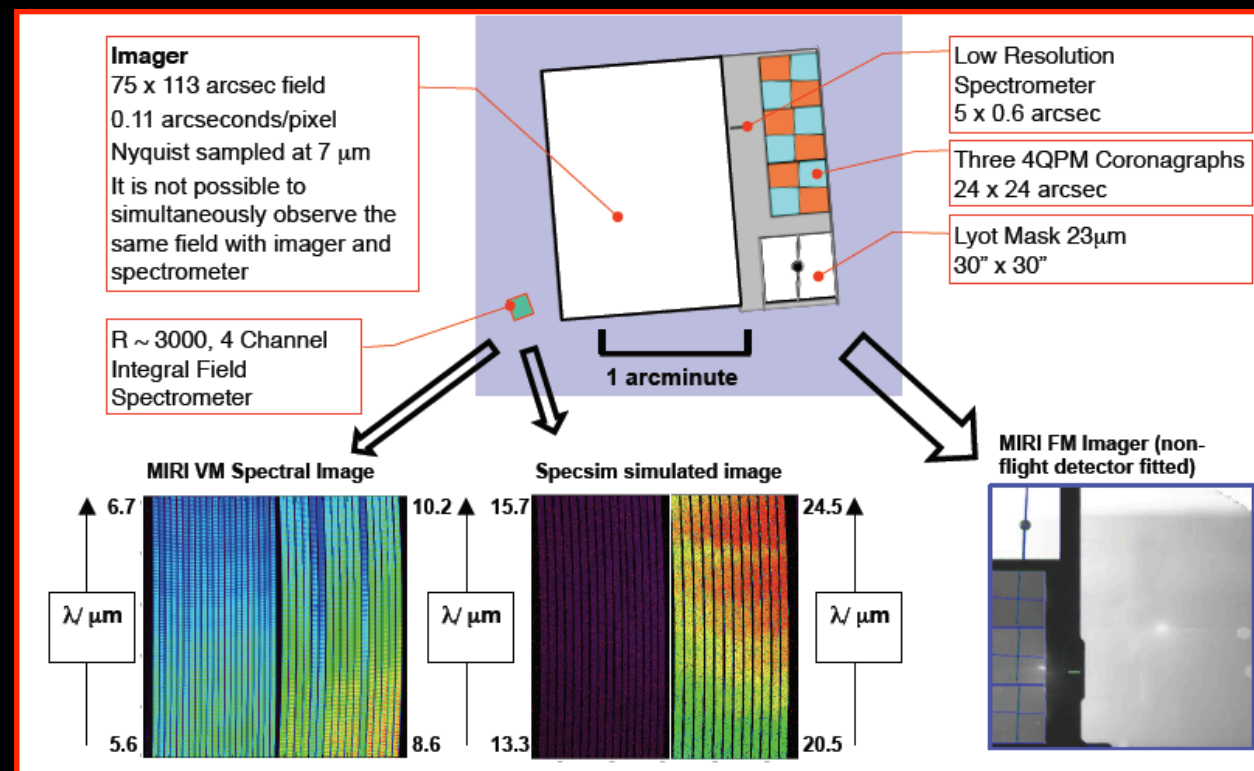 Imager
75 x 113 arcsec field
0.11 arcseconds/pixel
Nyquist sampled at 7 μm
It is not possible to
simultaneously observe the
same field with imager and
spectrometer
R ~ 3000, 4 Channel
Integral Field
Spectrometer
Low Resolution
Spectrometer
5 x 0.6 arcsec
Three 4QPM Coronagraphs
24 x 24 arcsec
Lyot Mask 23μm
30” x 30”
1 arcminute
MIRI VM Spectral Image
6.7
λ/ μm
5.6
10.2
λ/ μm
8.6
Specsim simulated image
15.7
13.3
24.5
λ/ μm
20.5
MIRI FM Imager (non-
flight detector fitted)